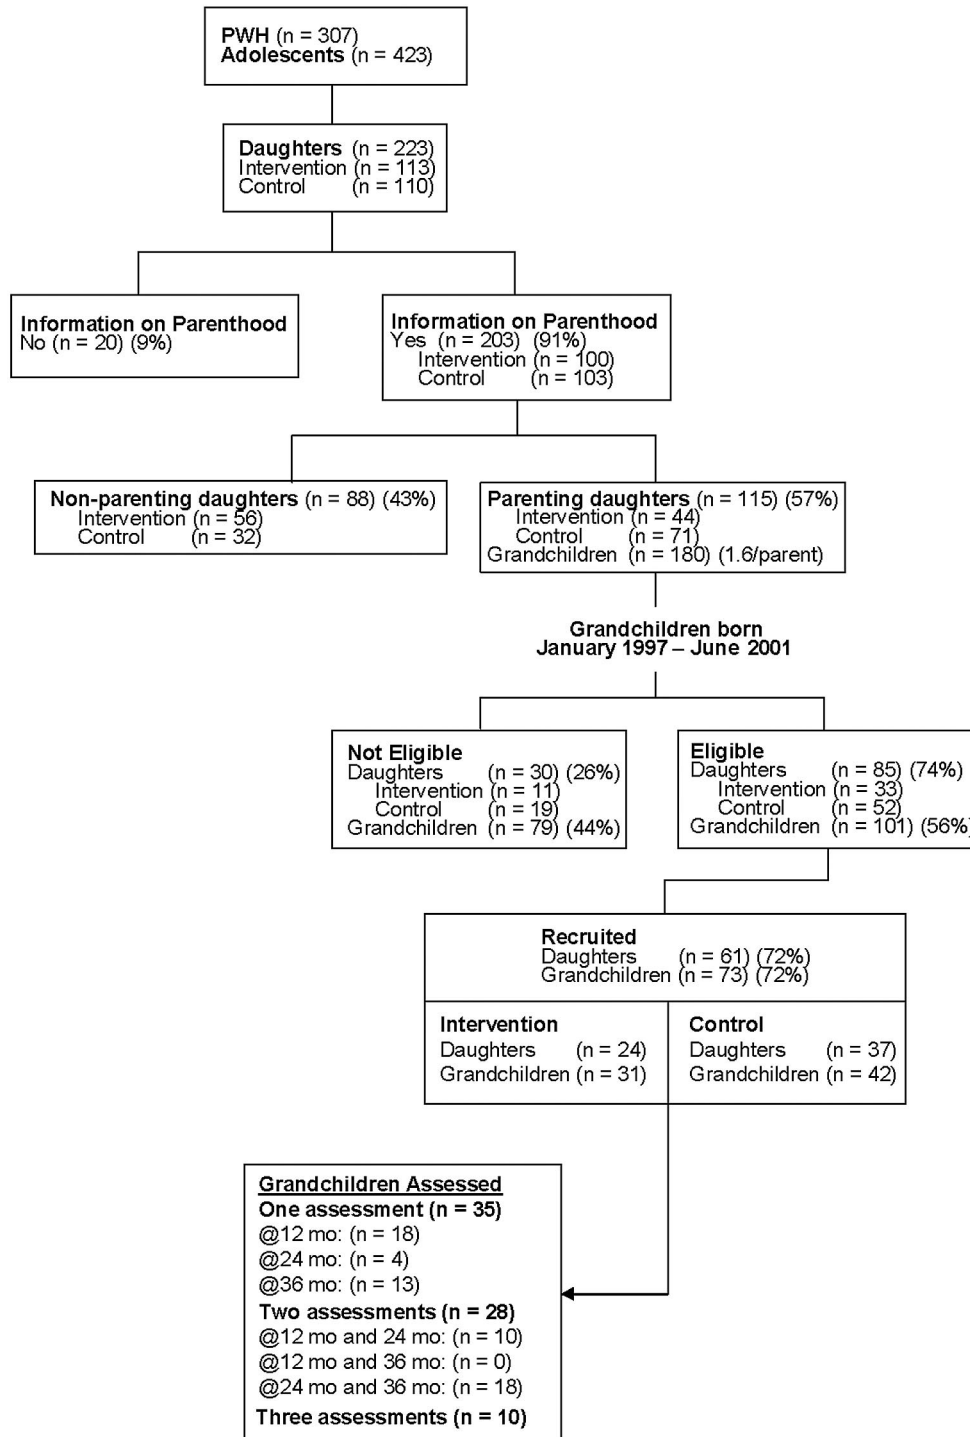 PWH (n = 307)
Adolescents (n = 423)
Daughters (n = 223)
Intervention (n = 113)
Control (n = 110)
Information on Parenthood
No (n = 20) (9%)
Information on Parenthood
Yes (n = 203) (91%)
Intervention (n = 100)
Control (n = 103)
Non-parenting daughters (n = 88) (43%)
Intervention (n = 56)
Control (n = 32)
Parenting daughters (n = 115) (57%)
Intervention (n = 44)
Control (n = 71)
Grandchildren (n = 180) (1.6/parent)
Grandchildren born
January 1997 – June 2001
Not Eligible
Daughters (n = 30) (26%)
Intervention (n = 11)
Control (n = 19)
Grandchildren (n = 79) (44%)
Eligible
Daughters (n = 85) (74%)
Intervention (n = 33)
Control (n = 52)
Grandchildren (n = 101) (56%)
Recruited
Daughters (n = 61) (72%)
Grandchildren (n = 73) (72%)
Intervention
Daughters (n = 24)
Grandchildren (n = 31)
Control
Daughters (n = 37)
Grandchildren (n = 42)
Grandchildren Assessed
One assessment (n = 35)
@12 mo: (n = 18)
@24 mo: (n = 4)
@36 mo: (n = 13)
Two assessments (n = 28)
@12 mo and 24 mo: (n = 10)
@12 mo and 36 mo: (n = 0)
@24 mo and 36 mo: (n = 18)
Three assessments (n = 10)